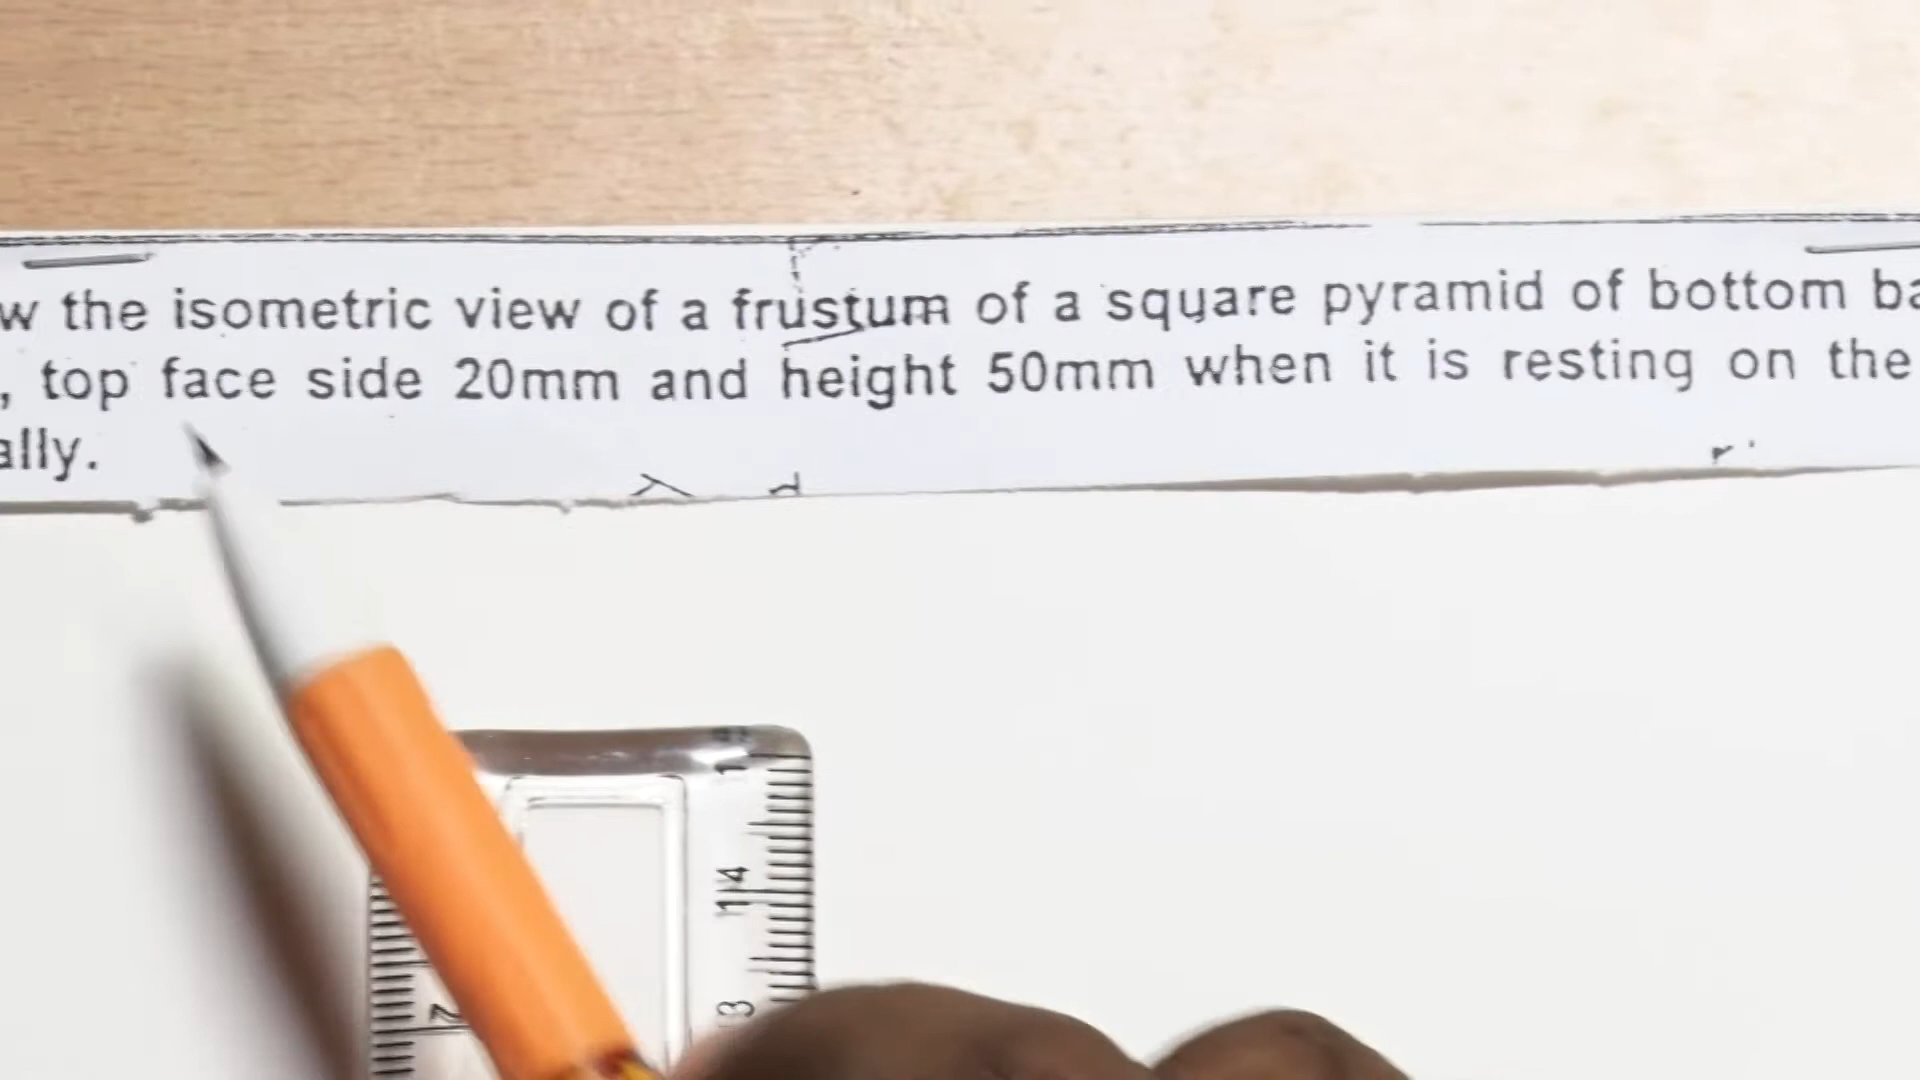 the isometric view of a frustum of a square pyramid of bottom
, top face side 20mm and height 50mm when it is resting on the
ally.
14